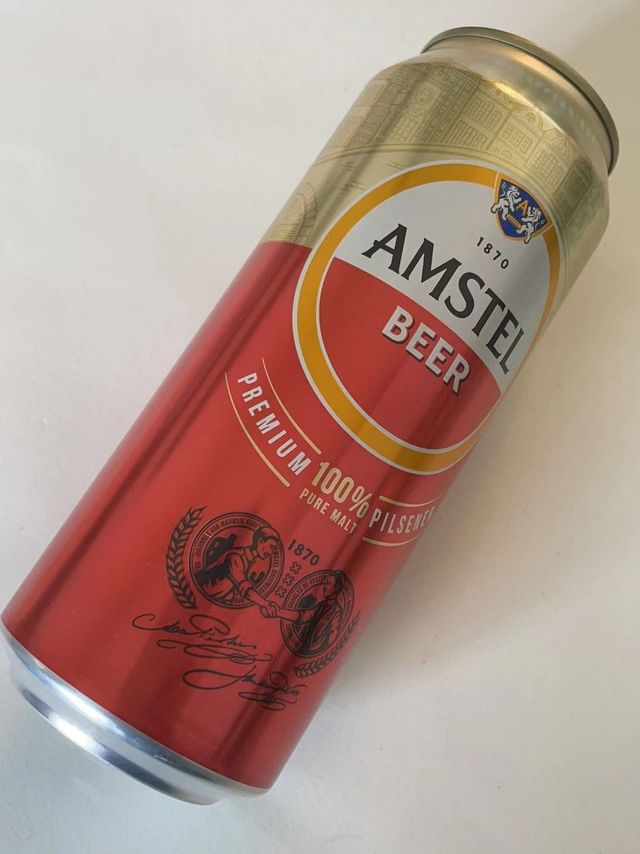 1870
AMSTEL
BEER
PREMIUM 100% PILSENER
PURE MALT
1870